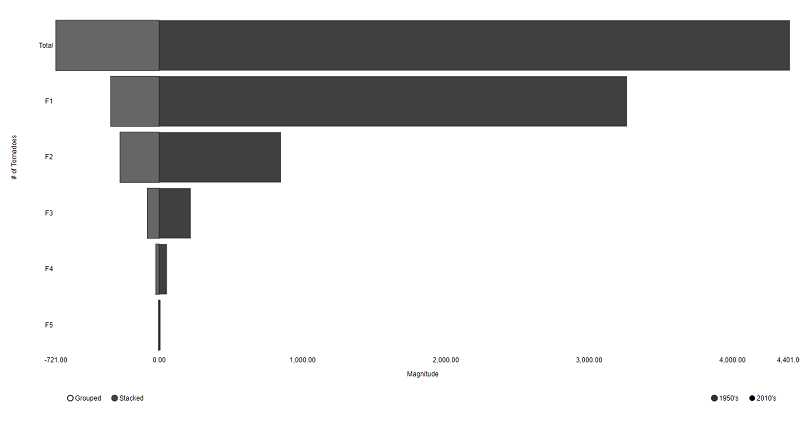 Total
F1
F2
F3
F4
F5
# of Tornadoes
-721.00 0.00 1,000.00 2,000.00 3,000.00 4,000.00 4,401.0
Magnitude
Grouped Stacked 1950's 2010's